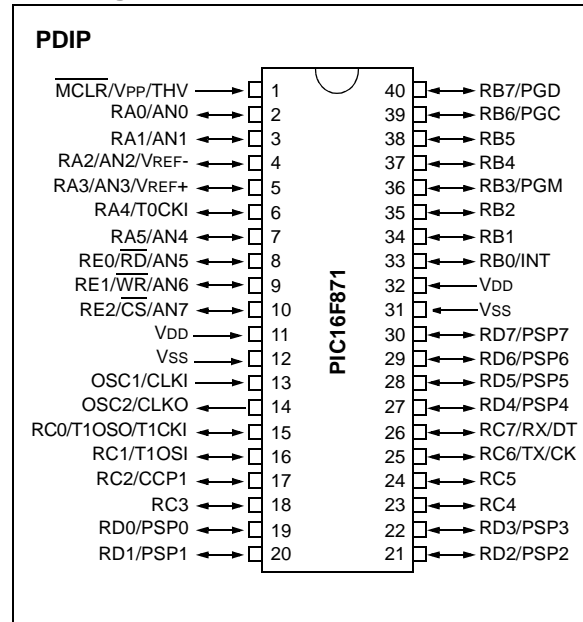 PDIP
MCLR/VPP/THV 1 40 RB7/PGD
RA0/AN0 2 39 RB6/PGC
RA1/AN1 3 38 RB5
RA2/AN2/VREF- 4 37 RB4
RA3/AN3/VREF+ 5 36 RB3/PGM
RA4/T0CKI 6 35 RB2
RA5/AN4 7 34 RB1
RE0/RD/AN5 8 33 RB0/INT
RE1/WR/AN6 9 32 VDD
RE2/CS/AN7 10 31 VSS
VDD 11 30 RD7/PSP7
VSS 12 29 RD6/PSP6
OSC1/CLKI 13 28 RD5/PSP5
OSC2/CLKO 14 27 RD4/PSP4
RC0/T1OSO/T1CKI 15 26 RC7/RX/DT
RC1/T1OSI 16 25 RC6/TX/CK
RC2/CCP1 17 24 RC5
RC3 18 23 RC4
RD0/PSP0 19 22 RD3/PSP3
RD1/PSP1 20 21 RD2/PSP2
PIC16F871